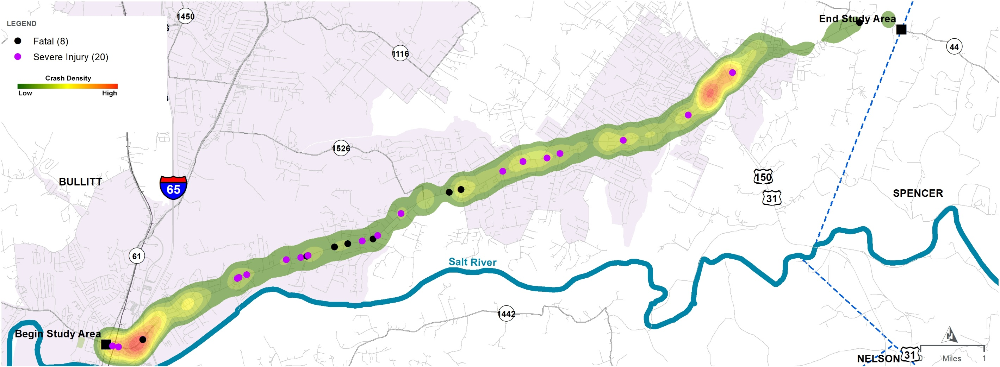 LEGEND
Fatal (8)
Severe Injury (20)
Crash Density
Low High
1450
1116
End Study Area
44
1526
BULLITT
65
150
31
SPENCER
61
Salt River
1442
Begin Study Area
N
NELSON
31
0 Miles 1